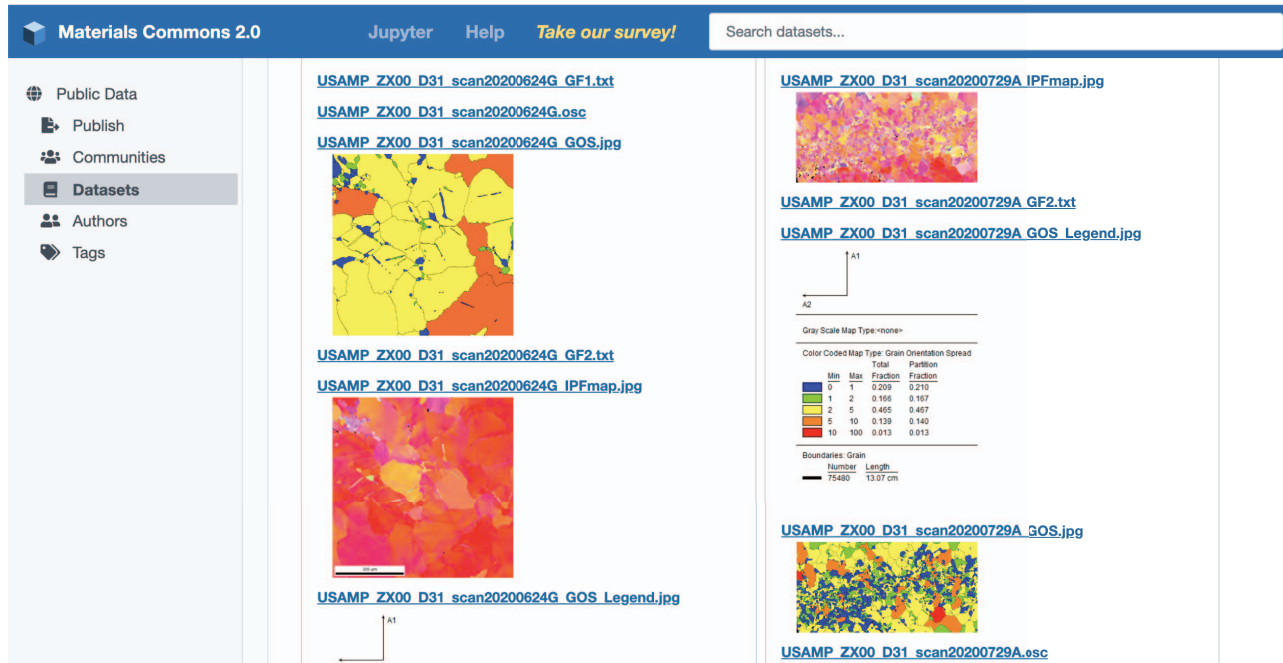 Materials Commons 2.0
Jupyter Help Take our survey! Search datasets...
Public Data
Publish
Communities
Datasets
Authors
Tags
USAMP_ZX00_D31_scan20200624G_GF1.txt
USAMP_ZX00_D31_scan20200624G.osc
USAMP_ZX00_D31_scan20200624G_GOS.jpg
USAMP_ZX00_D31_scan20200624G_GF2.txt
USAMP_ZX00_D31_scan20200624G_IPFmap.jpg
200 um
USAMP_ZX00_D31_scan20200624G_GOS_Legend.jpg
A1
USAMP_ZX00_D31_scan20200729A_IPFmap.jpg
USAMP_ZX00_D31_scan20200729A_GF2.txt
USAMP_ZX00_D31_scan20200729A_GOS_Legend.jpg
A1
A2
Gray Scale Map Type:<none>
Color Coded Map Type: Grain Orientation Spread
Total Partition
Min Max Fraction Fraction
0 1 0.209 0.210
1 2 0.166 0.167
2 5 0.465 0.467
5 10 0.139 0.140
10 100 0.013 0.013
Boundaries: Grain
Number Length
75480 13.07 cm
USAMP_ZX00_D31_scan20200729A_GOS.jpg
USAMP_ZX00_D31_scan20200729A.osc